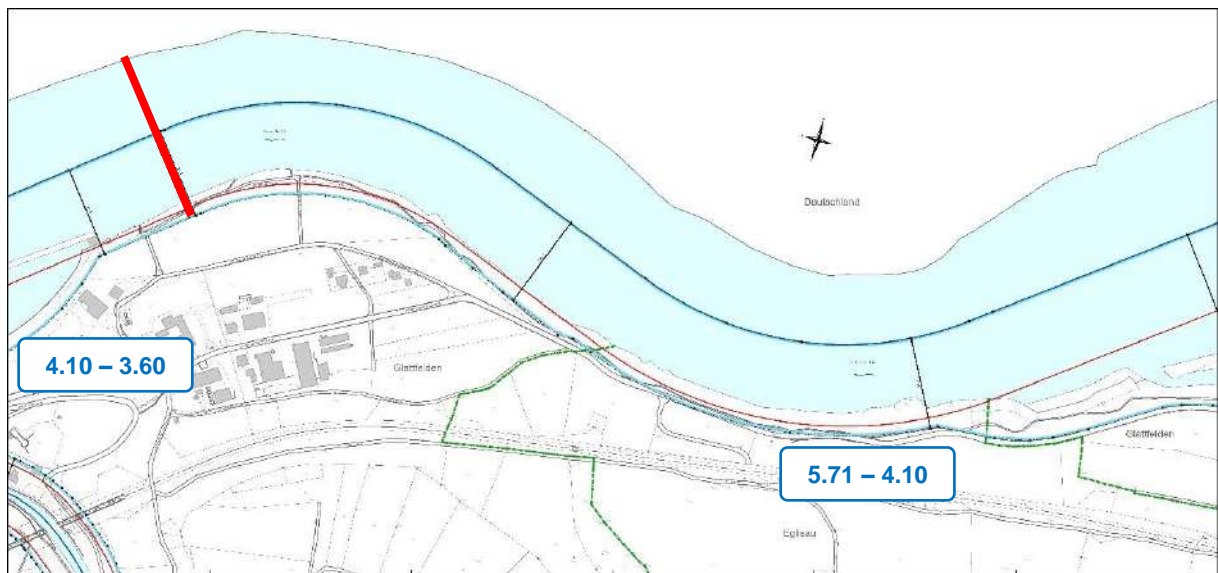 Deutschland
4.10 – 3.60
Glattfelden
Glattfelden
5.71 – 4.10
Eglisau